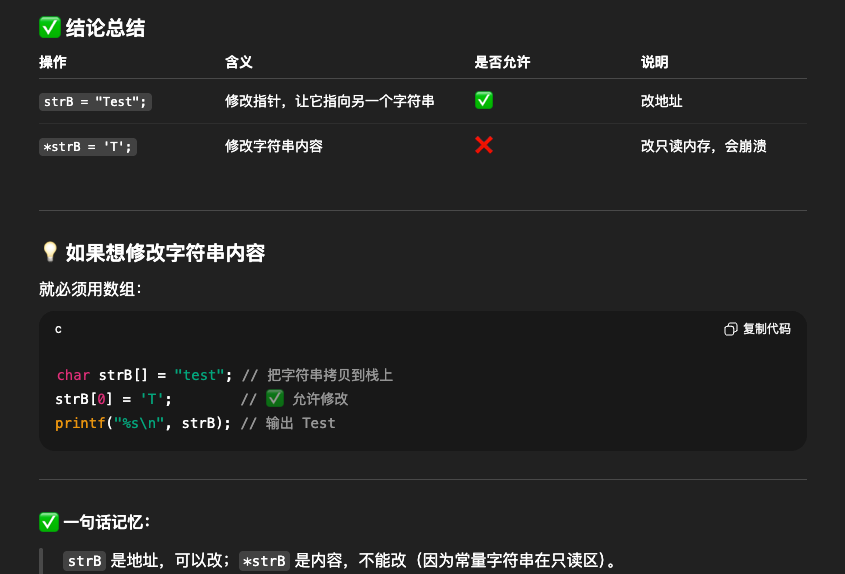 ✅ 结论总结
操作 含义 是否允许 说明
strB = "Test"; 修改指针，让它指向另一个字符串 ✅ 改地址
*strB = 'T'; 修改字符串内容 ❌ 改只读内存，会崩溃
💡 如果想修改字符串内容
就必须用数组：
c 复制代码
char strB[] = "test"; // 把字符串拷贝到栈上
strB[0] = 'T';        // ✅ 允许修改
printf("%s\n", strB); // 输出 Test
✅ 一句话记忆：
strB 是地址，可以改；*strB 是内容，不能改（因为常量字符串在只读区）。